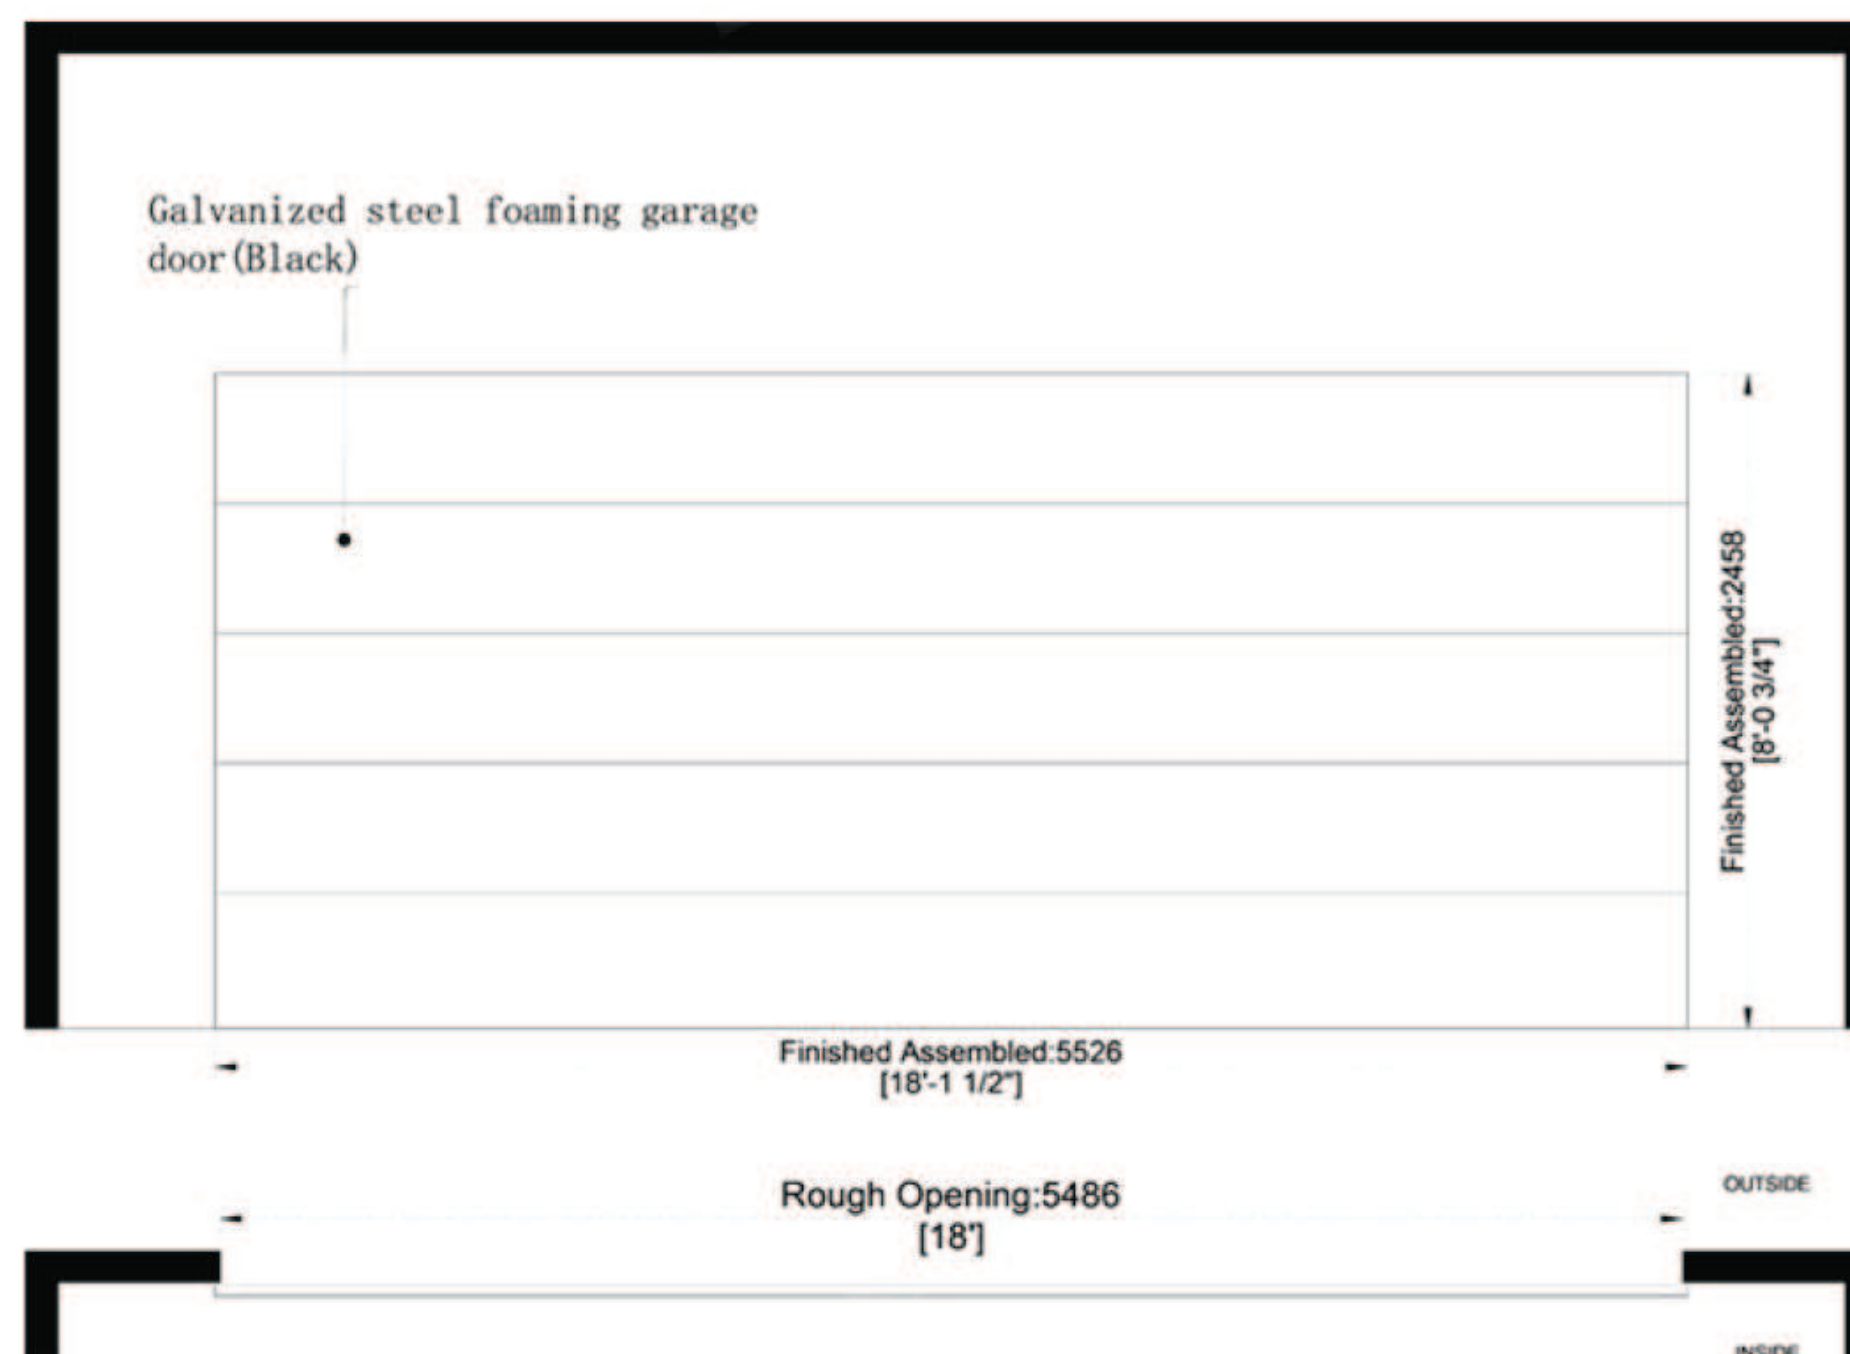 Galvanized steel foaming garage
door(Black)
Finished Assembled:2458
[8'-0 3/4"]
Finished Assembled:5526
[18'-1 1/2"]
Rough Opening:5486
[18']
OUTSIDE
INSIDE